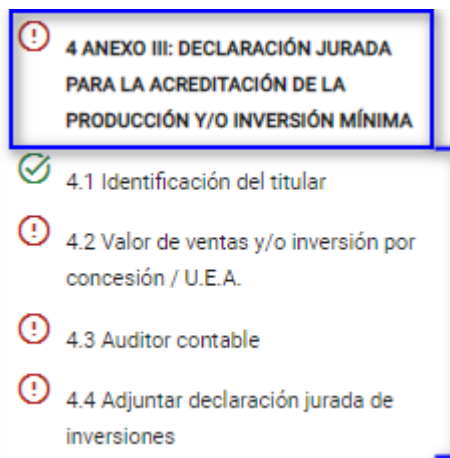 4 ANEXO III: DECLARACIÓN JURADA
PARA LA ACREDITACIÓN DE LA
PRODUCCIÓN Y/O INVERSIÓN MÍNIMA
4.1 Identificación del titular
4.2 Valor de ventas y/o inversión por
concesión / U.E.A.
4.3 Auditor contable
4.4 Adjuntar declaración jurada de
inversiones